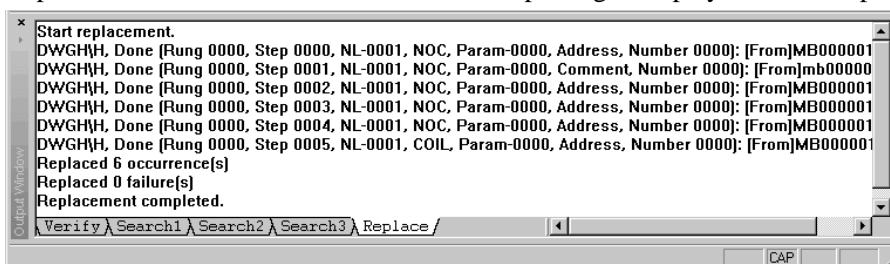 Start replacement.
DWGH\H, Done (Rung 0000, Step 0000, NL-0001, NOC, Param-0000, Address, Number 0000): [From]MB000001
DWGH\H, Done (Rung 0000, Step 0001, NL-0001, NOC, Param-0000, Comment, Number 0000): [From]mb00000
DWGH\H, Done (Rung 0000, Step 0002, NL-0001, NOC, Param-0000, Address, Number 0000): [From]MB000001
DWGH\H, Done (Rung 0000, Step 0003, NL-0001, NOC, Param-0000, Address, Number 0000): [From]MB000001
DWGH\H, Done (Rung 0000, Step 0004, NL-0001, NOC, Param-0000, Address, Number 0000): [From]MB000001
DWGH\H, Done (Rung 0000, Step 0005, NL-0001, COIL, Param-0000, Address, Number 0000): [From]MB000001
Replaced 6 occurrence(s)
Replaced 0 failure(s)
Replacement completed.
Output Window
Verify Search1 Search2 Search3 Replace
CAP